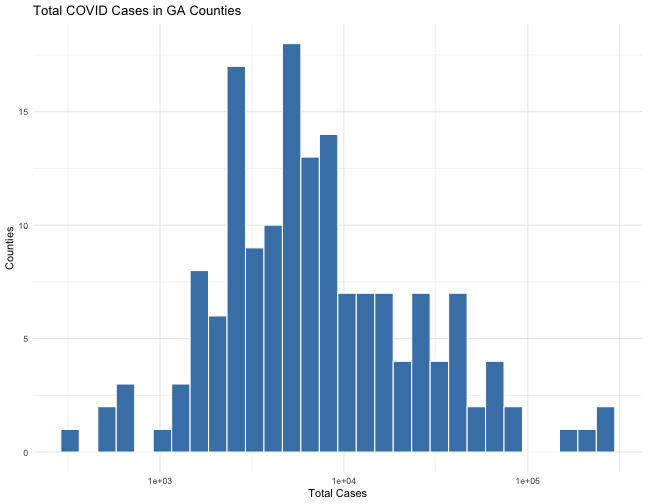 Total COVID Cases in GA Counties
15
10
5
0
Counties
1e+03
1e+04
1e+05
Total Cases